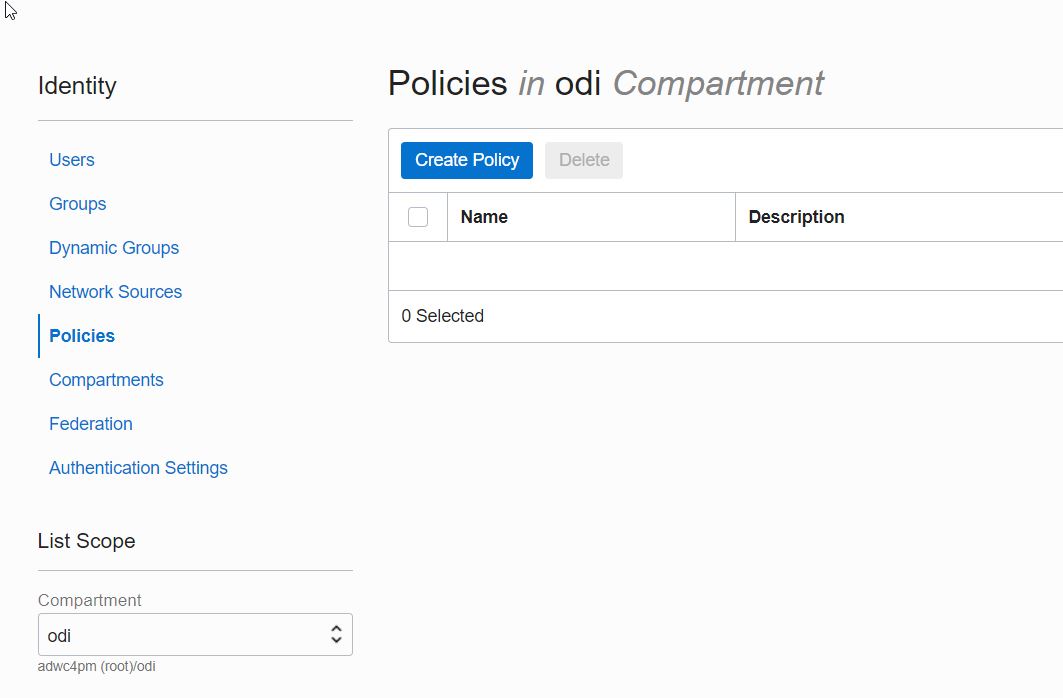 Identity
Users
Groups
Dynamic Groups
Network Sources
Policies
Compartments
Federation
Authentication Settings
List Scope
Compartment
odi
adwc4pm (root)/odi
Policies in odi Compartment
Create Policy Delete
Name Description
0 Selected